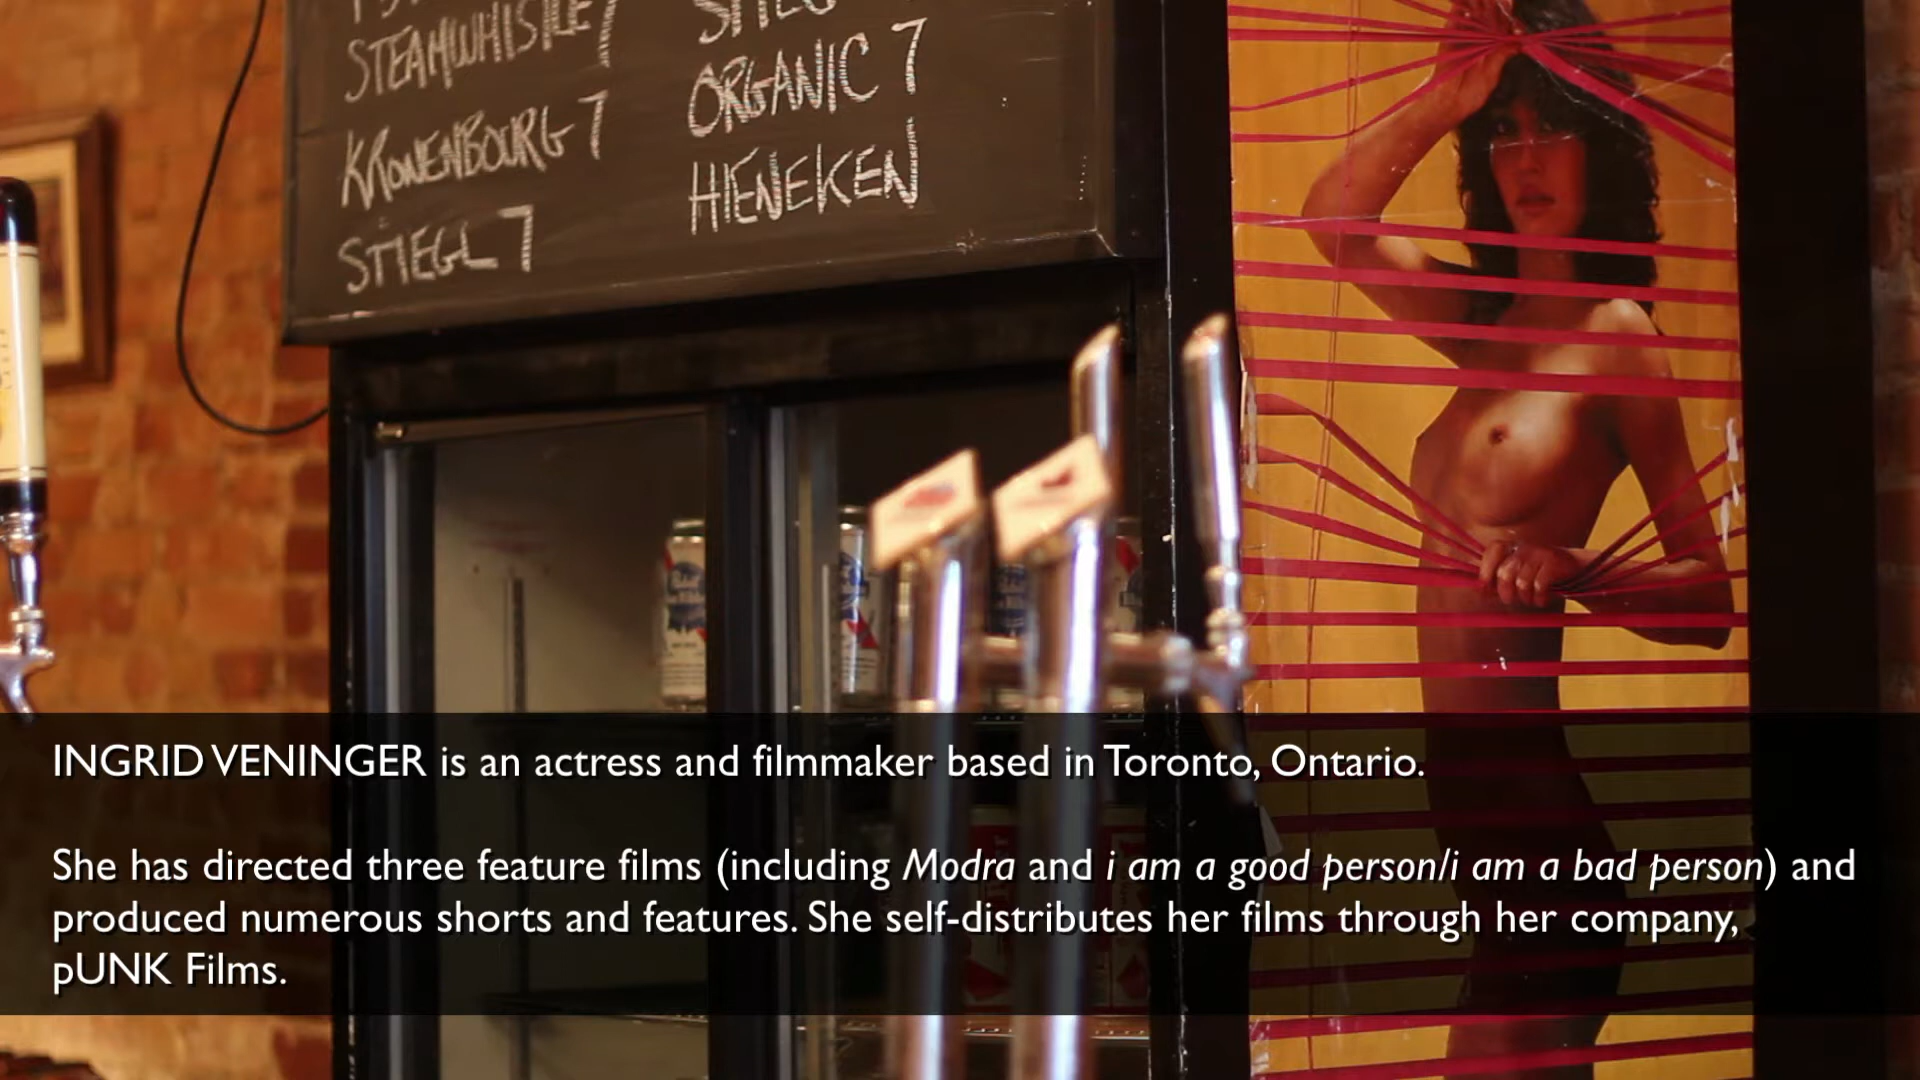 STEAMWHISTLE 7
KRONENBOURG 7
STIEGL 7
ORGANIC 7
HIENEKEN
INGRID VENINGER is an actress and filmmaker based in Toronto, Ontario.
She has directed three feature films (including Modra and i am a good person/i am a bad person) and
produced numerous shorts and features. She self-distributes her films through her company,
pUNK Films.